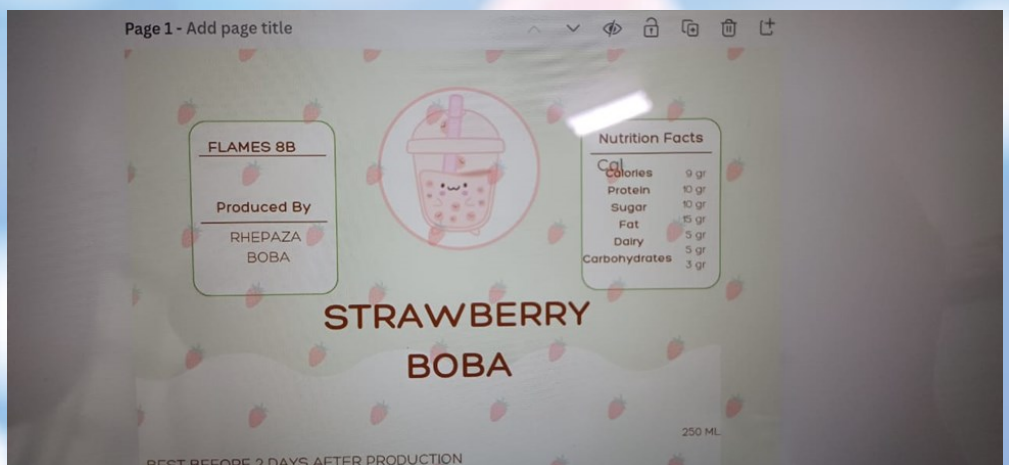 Page 1 - Add page title
FLAMES 8B
Produced By
RHEPAZA
BOBA
Nutrition Facts
Cal
Calories
Protein
Sugar
Fat
Dairy
Carbohydrates
9 gr
10 gr
10 gr
15 gr
5 gr
5 gr
3 gr
STRAWBERRY
BOBA
250 ML
BEST BEFORE 2 DAYS AFTER PRODUCTION